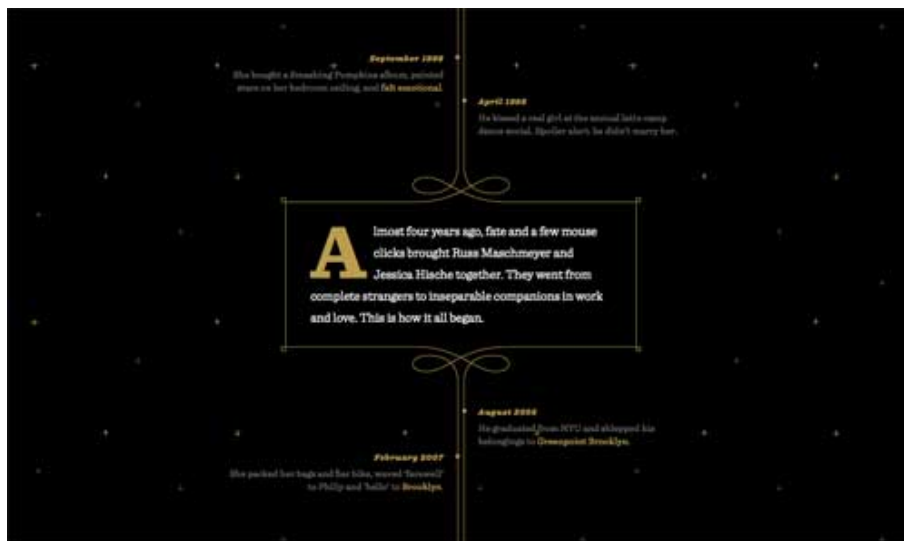 September 1998
She bought a Smashing Pumpkins album, painted
stars on her bedroom ceiling, and felt emotional.
April 1998
He kissed a real girl at the annual latin camp
dance social. Spoiler alert: he didn't marry her.
Almost four years ago, fate and a few mouse
clicks brought Russ Maschmeyer and
Jessica Hische together. They went from
complete strangers to inseparable companions in work
and love. This is how it all began.
August 2006
He graduated from NYU and schlepped his
belongings to Greenpoint Brooklyn.
February 2007
She packed her bags and her bike, waved 'farewell'
to Philly and 'hello' to Brooklyn.